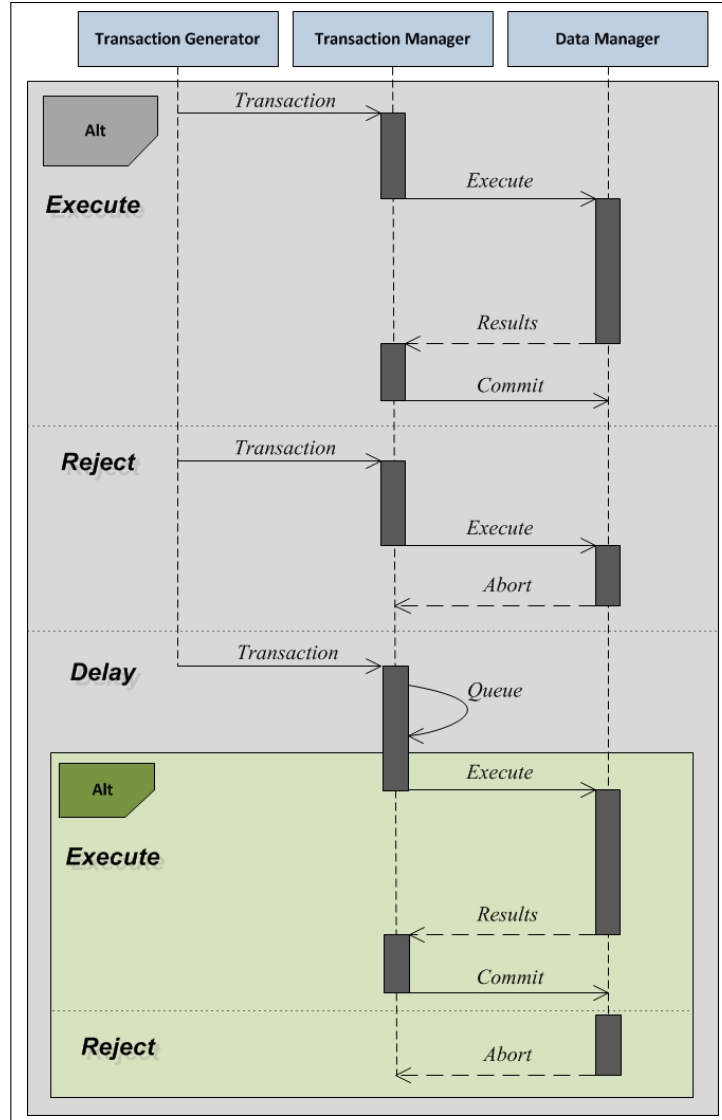 Transaction Generator
Transaction Manager
Data Manager
Alt
Transaction
Execute
Execute
Results
Commit
Reject
Transaction
Execute
Abort
Delay
Transaction
Queue
Alt
Execute
Execute
Results
Commit
Reject
Abort